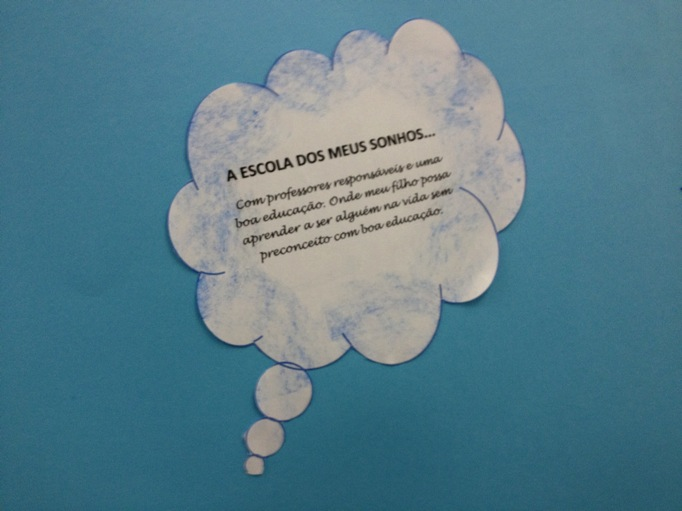 A ESCOLA DOS MEUS SONHOS...
Com professores responsáveis e uma
boa educação. Onde meu filho possa
aprender a ser alguém na vida sem
preconceito com boa educação.